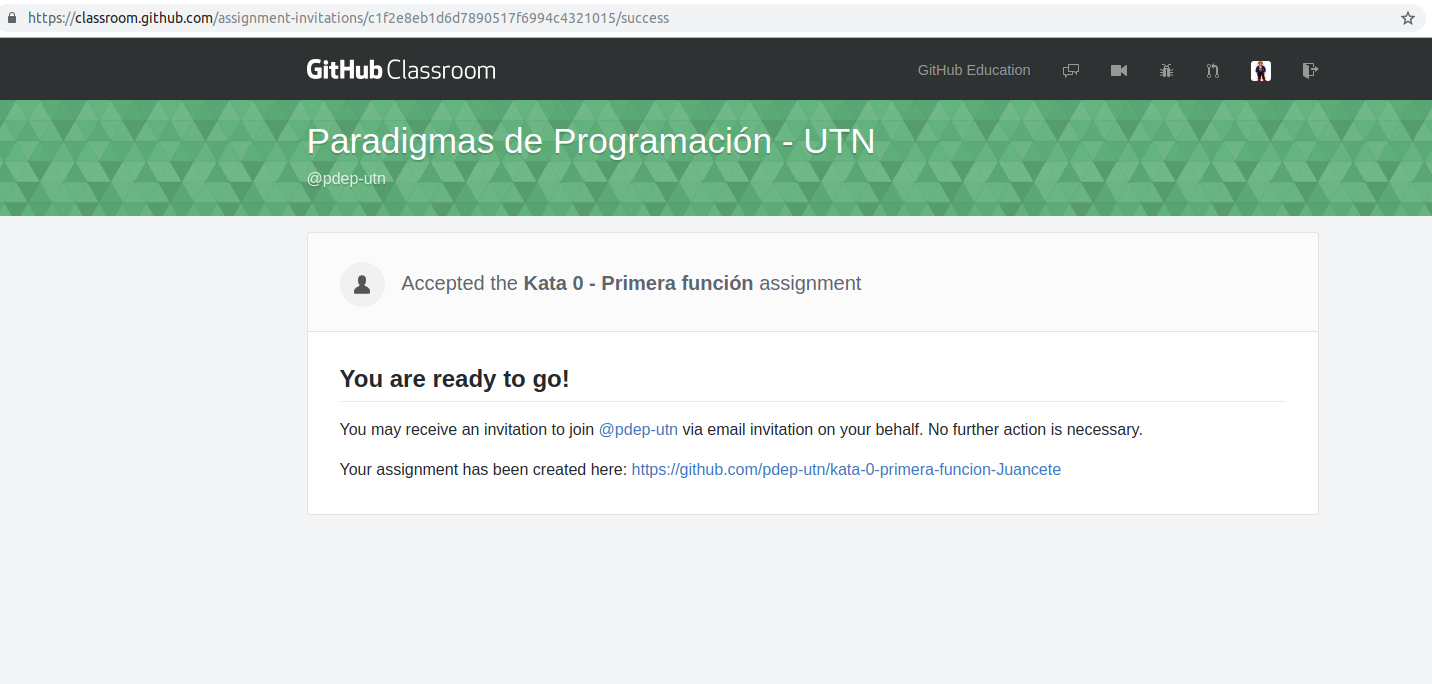 https://classroom.github.com/assignment-invitations/c1f2e8eb1d6d7890517f6994c4321015/success
GitHub Classroom
GitHub Education
Paradigmas de Programación - UTN
@pdep-utn
Accepted the Kata 0 - Primera función assignment
You are ready to go!
You may receive an invitation to join @pdep-utn via email invitation on your behalf. No further action is necessary.
Your assignment has been created here: https://github.com/pdep-utn/kata-0-primera-funcion-Juancete